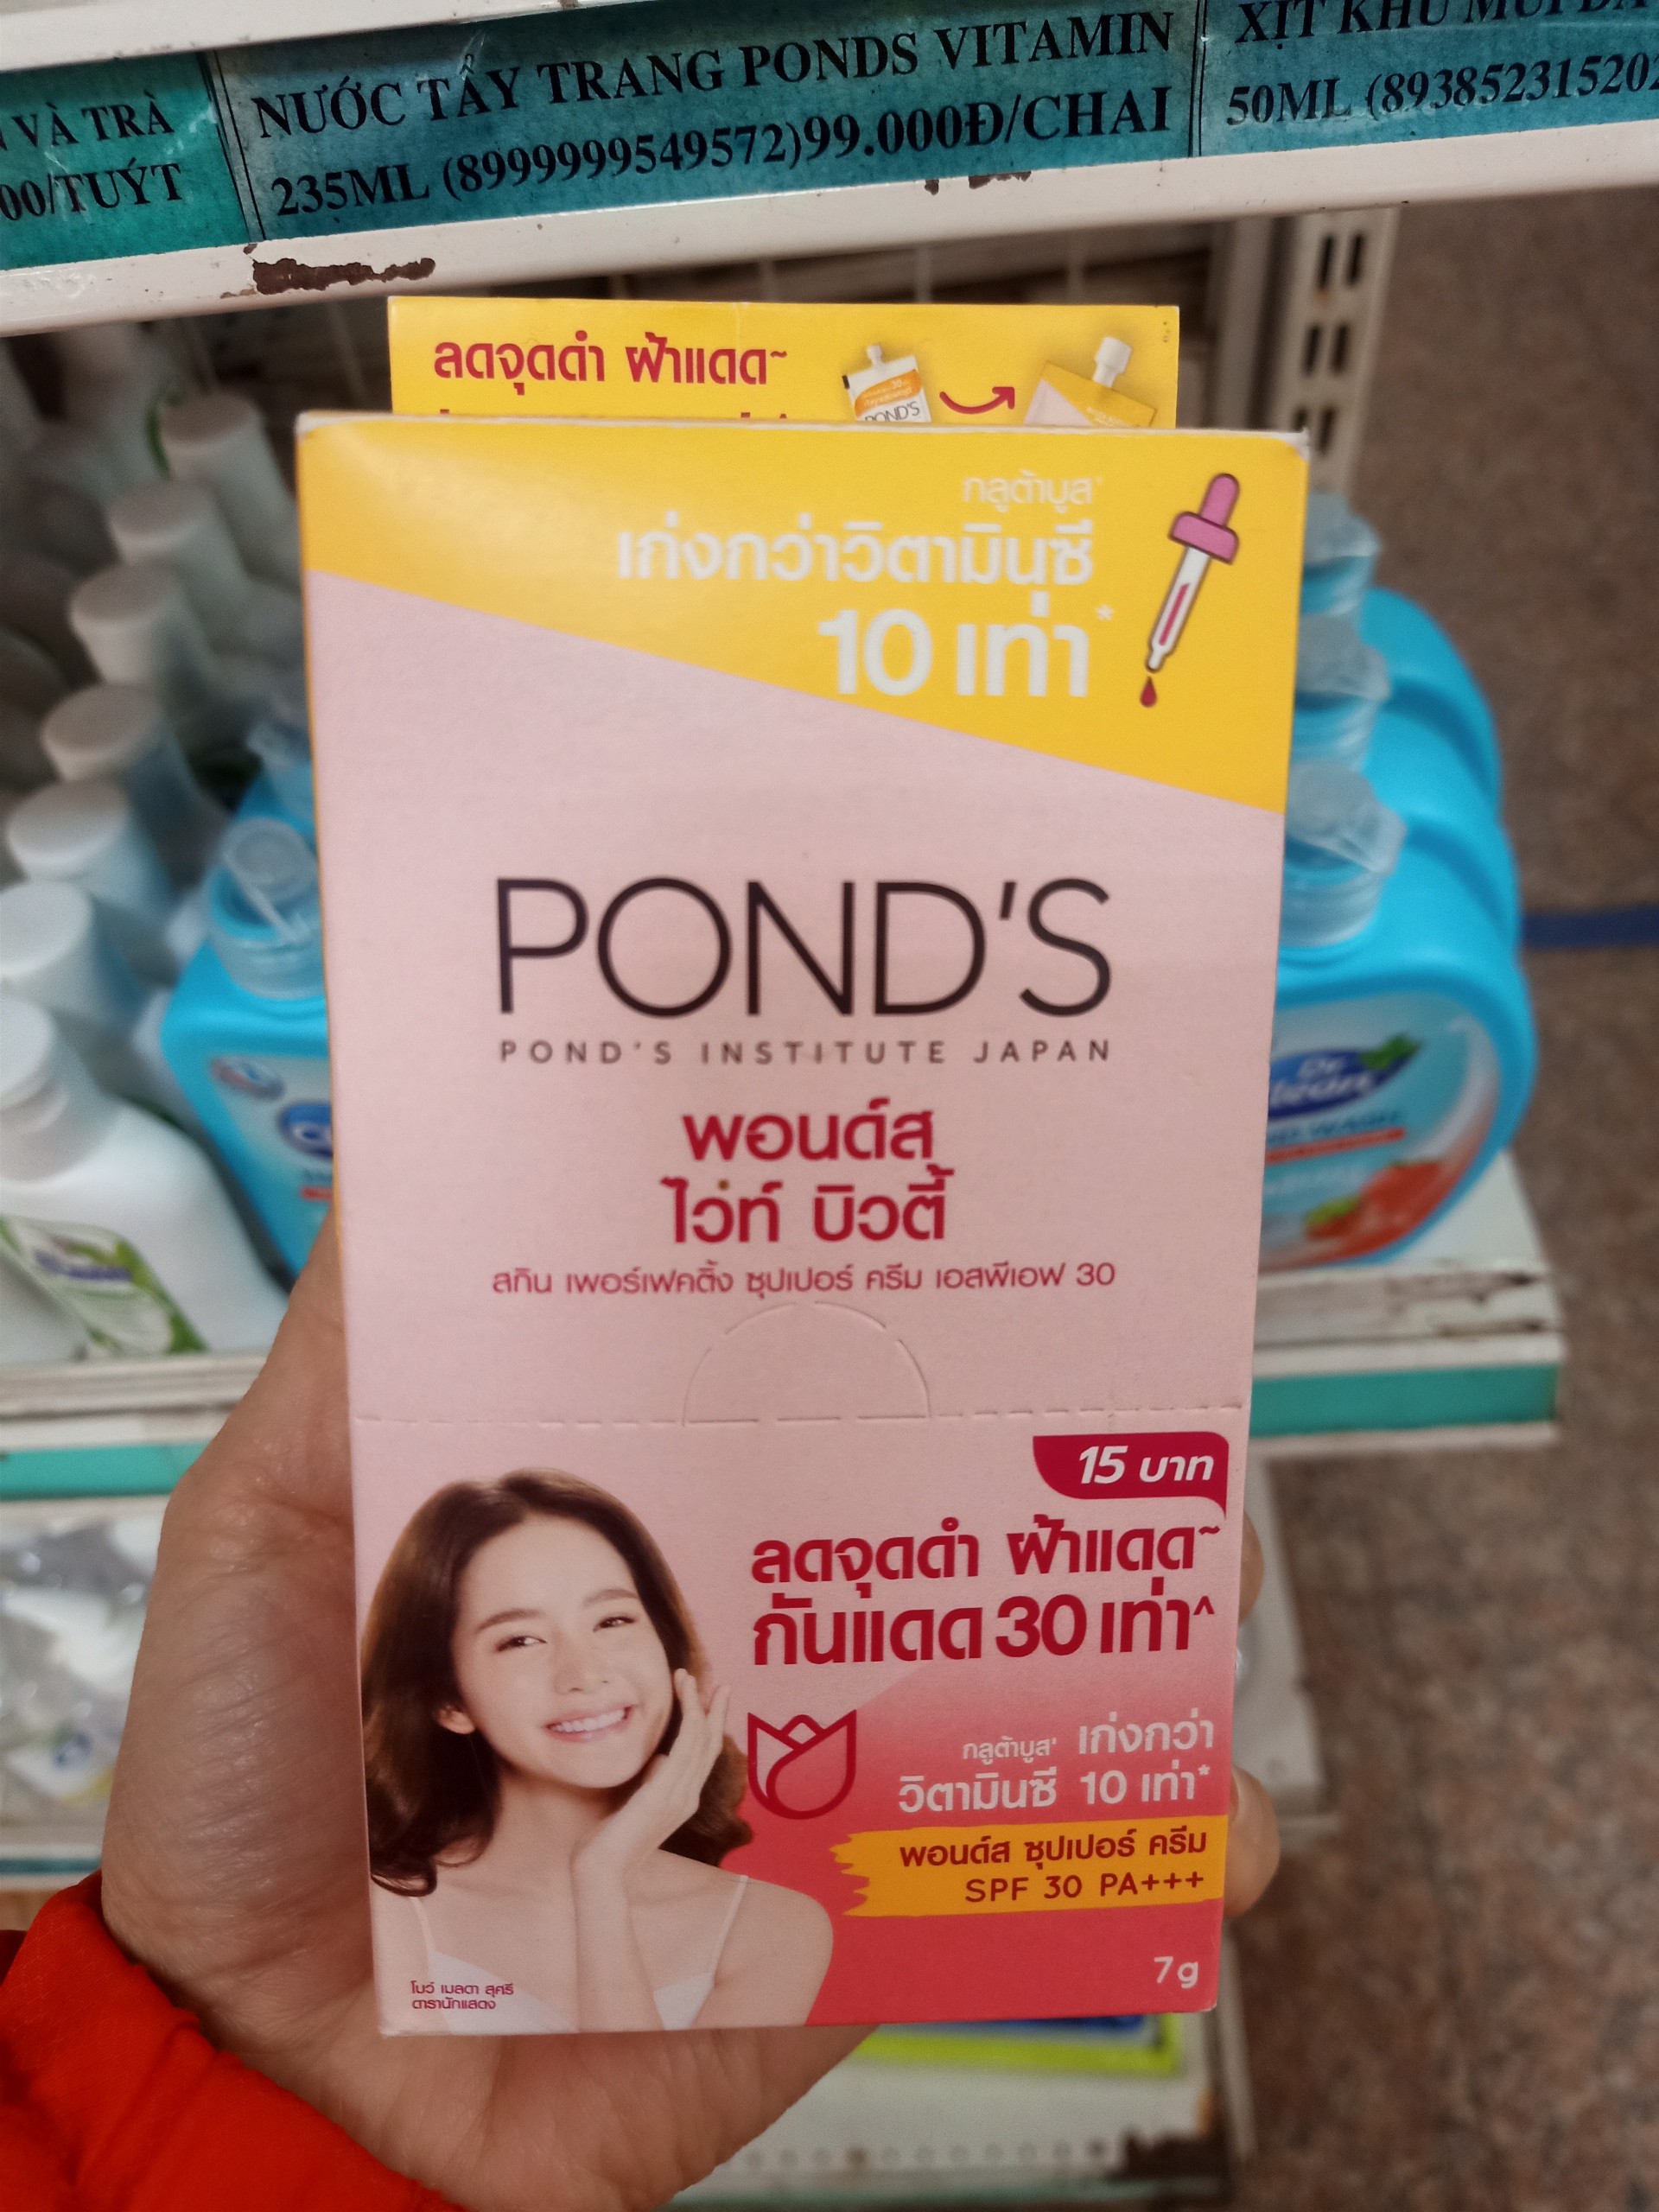 VÀ TRÀ
00/TUÝT
NƯỚC TẨY TRANG PONDS VITAMIN
235ML (8999999549572)99.000Đ/CHAI
XỊT KHỬ MÙI
50ML (893852315202
ลดจุดดำ ฝ้าแดด~
POND'S
กลูต้าบูส'
เก่งกว่าวิตามินซี
10 เท่า*
POND'S
POND'S INSTITUTE JAPAN
พอนด์ส
ไว่ท์ บิวตี้
สกิน เพอร์เฟคติ้ง ซุปเปอร์ ครีม เอสพีเอฟ 30
15 บาท
ลดจุดดำ ฝ้าแดด~
กันแดด 30 เท่า^
กลูต้าบูส' เก่งกว่า
วิตามินซี 10 เท่า*
พอนด์ส ซุปเปอร์ ครีม
SPF 30 PA+++
7g
โบว์ เมลดา สุศรี
ดารานักแสดง
Dr.
Clean